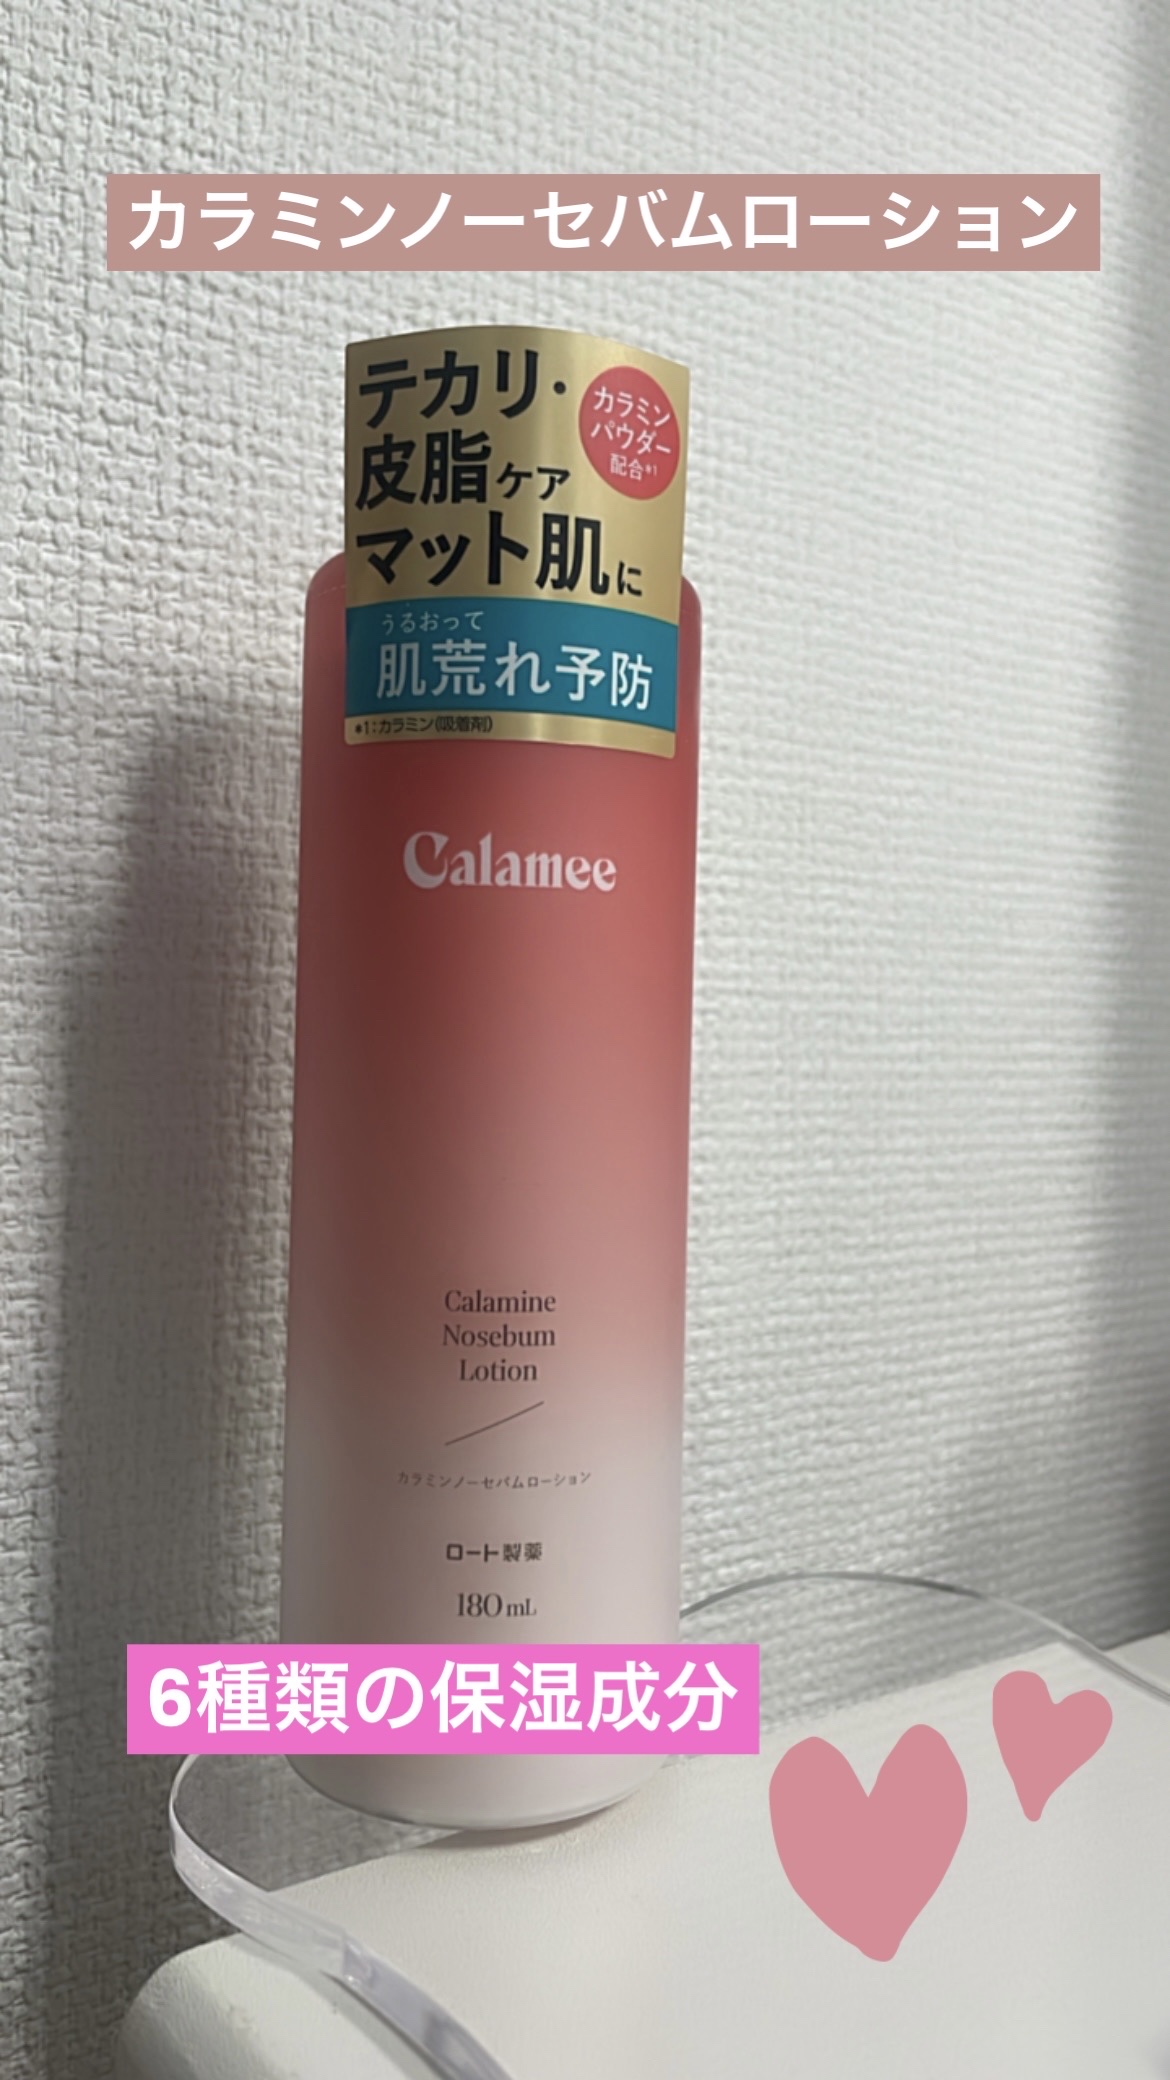 カラミンノーセバムローション
テカリ・
皮脂ケア
マット肌に
カラミン
パウダー
配合*1
うるおって
肌荒れ予防
*1:カラミン(吸着剤)
Calamee
Calamine
Nosebum
Lotion
カラミンノーセバムローション
ロート製薬
180mL
6種類の保湿成分